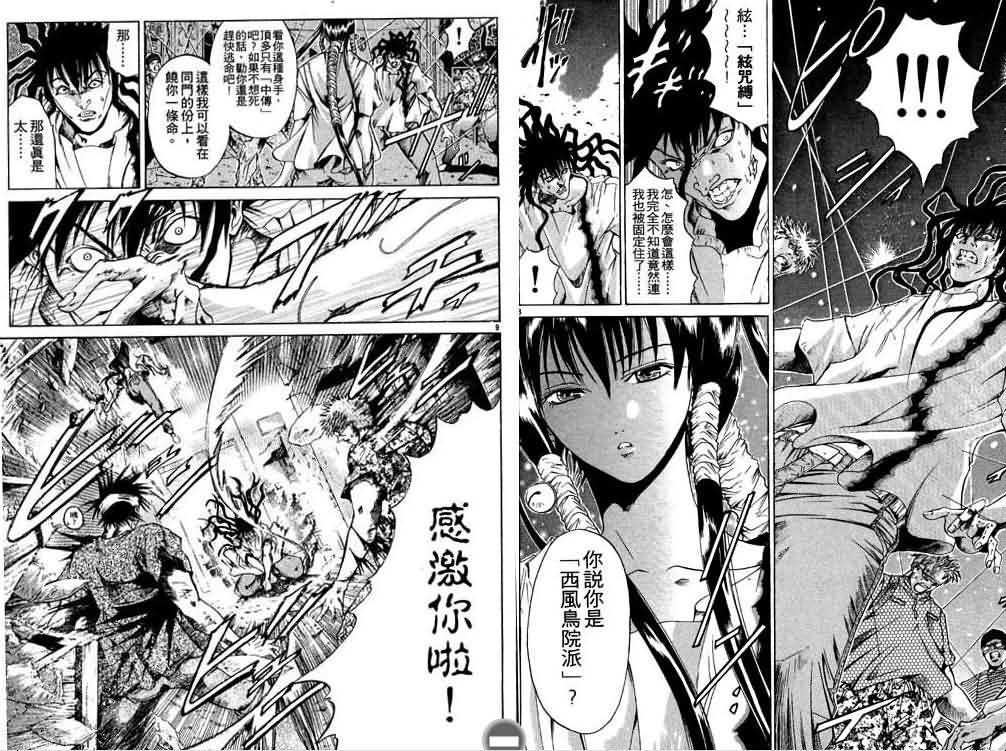 !!!
絃…「絃咒縛」
～～～～～!
怎、怎麼會這樣……
我完全不知道竟然連
我也被固定住了……
!
你說你是
「西風鳥院派」?
!
看你這種身手，
頂多只有「中傳」
吧?如果不想死
的話，勸你還是
趕快逃命吧!
這樣我可以看在
同門的份上，
饒你一條命。
那……
那還真是
太……
9
感激你啦!